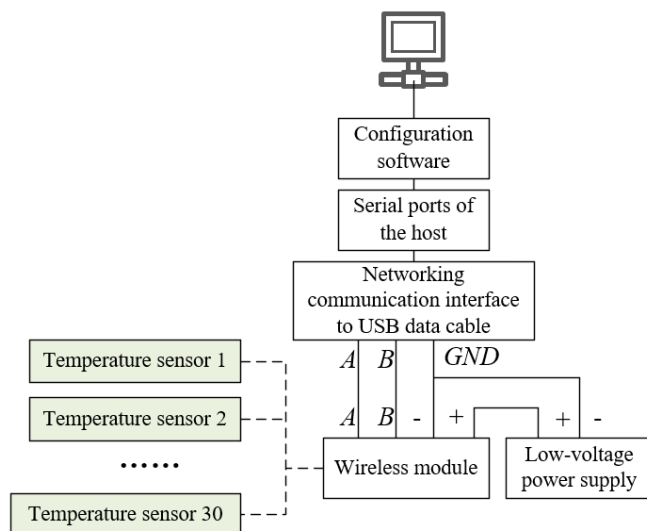 Configuration
software
Serial ports of
the host
Networking
communication interface
to USB data cable
A B GND
Temperature sensor 1
A B - + + -
Temperature sensor 2
Wireless module
Low-voltage
power supply
……
Temperature sensor 30